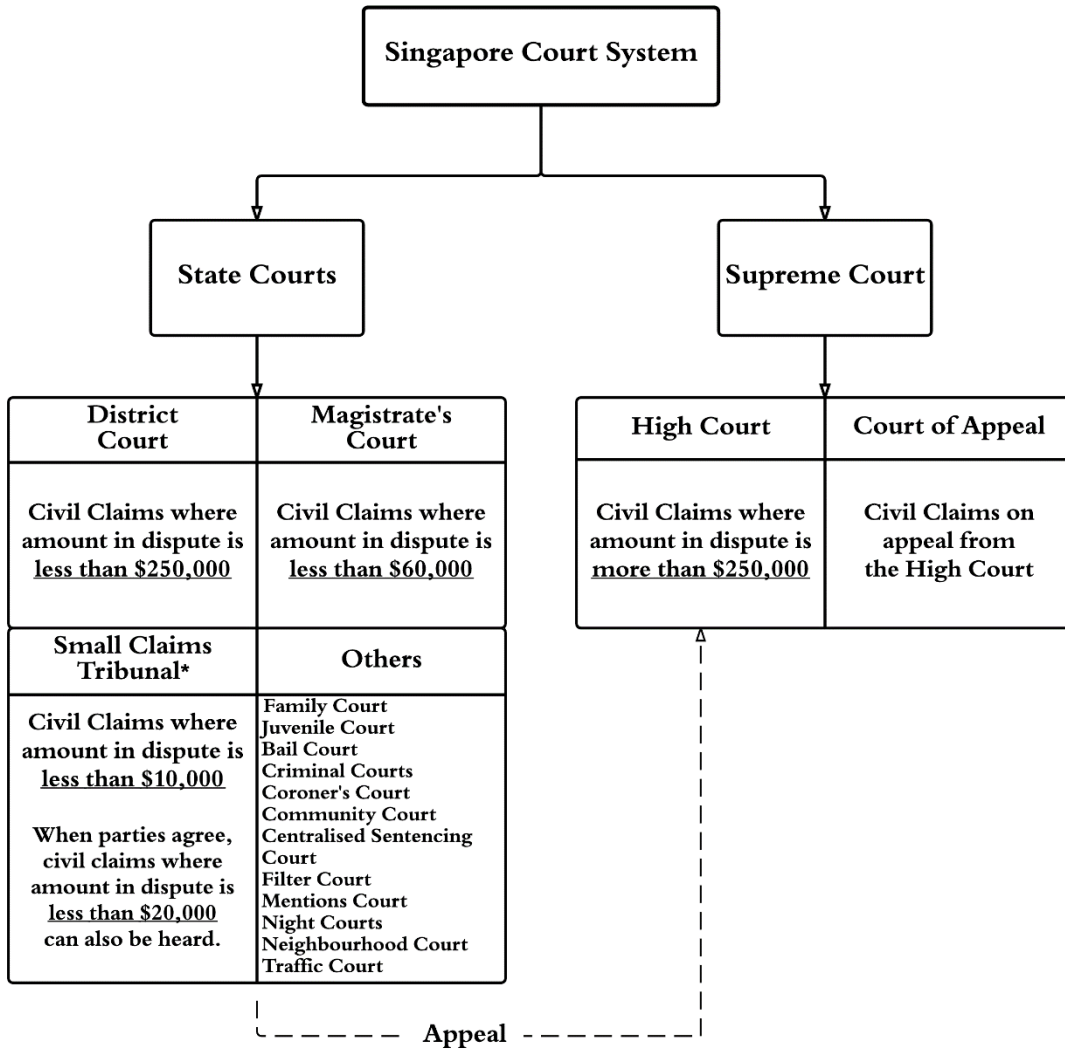 Singapore Court System
State Courts
Supreme Court
District
Court
Magistrate's
Court
Civil Claims where
amount in dispute is
less than $250,000
Civil Claims where
amount in dispute is
less than $60,000
Small Claims
Tribunal*
Others
Civil Claims where
amount in dispute is
less than $10,000
When parties agree,
civil claims where
amount in dispute is
less than $20,000
can also be heard.
Family Court
Juvenile Court
Bail Court
Criminal Courts
Coroner's Court
Community Court
Centralised Sentencing
Court
Filter Court
Mentions Court
Night Courts
Neighbourhood Court
Traffic Court
High Court
Court of Appeal
Civil Claims where
amount in dispute is
more than $250,000
Civil Claims on
appeal from
the High Court
Appeal